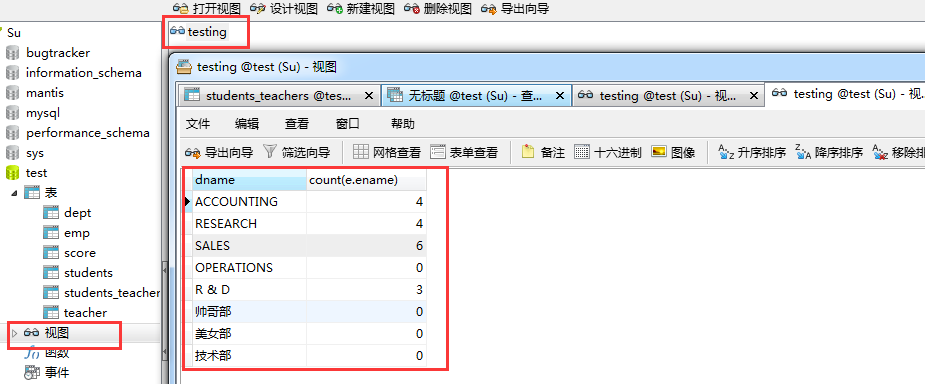 打开视图 设计视图 新建视图 删除视图 导出向导
Su
bugtracker
information_schema
mantis
mysql
performance_schema
sys
test
表
dept
emp
score
students
students_teacher
teacher
视图
函数
事件
testing
testing @test (Su) - 视图
students_teachers @tes... 无标题 @test (Su) - 查... testing @test (Su) - 视... testing @test (Su) - 视...
文件 编辑 查看 窗口 帮助
导出向导 筛选向导 网格查看 表单查看 备注 十六进制 图像 升序排序 降序排序 移除排
dname count(e.ename)
ACCOUNTING 4
RESEARCH 4
SALES 6
OPERATIONS 0
R & D 3
帅哥部 0
美女部 0
技术部 0